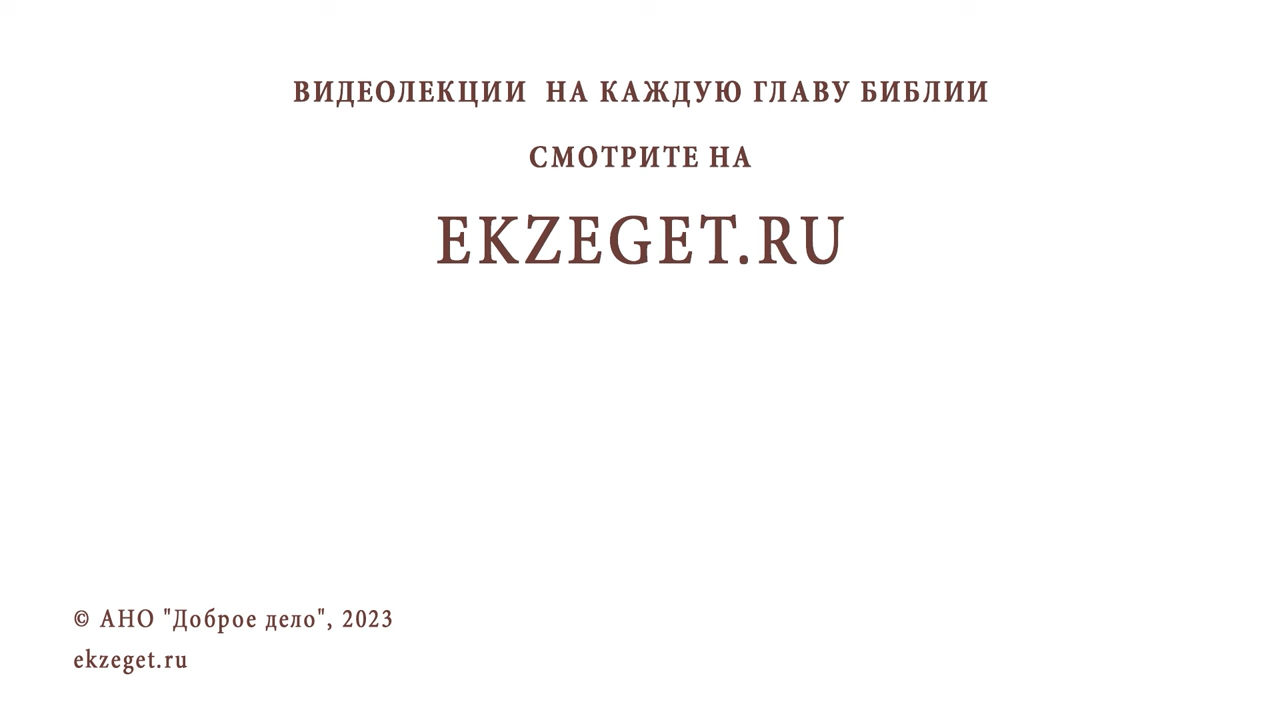 ВИДЕОЛЕКЦИИ НА КАЖДУЮ ГЛАВУ БИБЛИИ
СМОТРИТЕ НА
EKZEGET.RU
© АНО "Доброе дело", 2023
ekzeget.ru